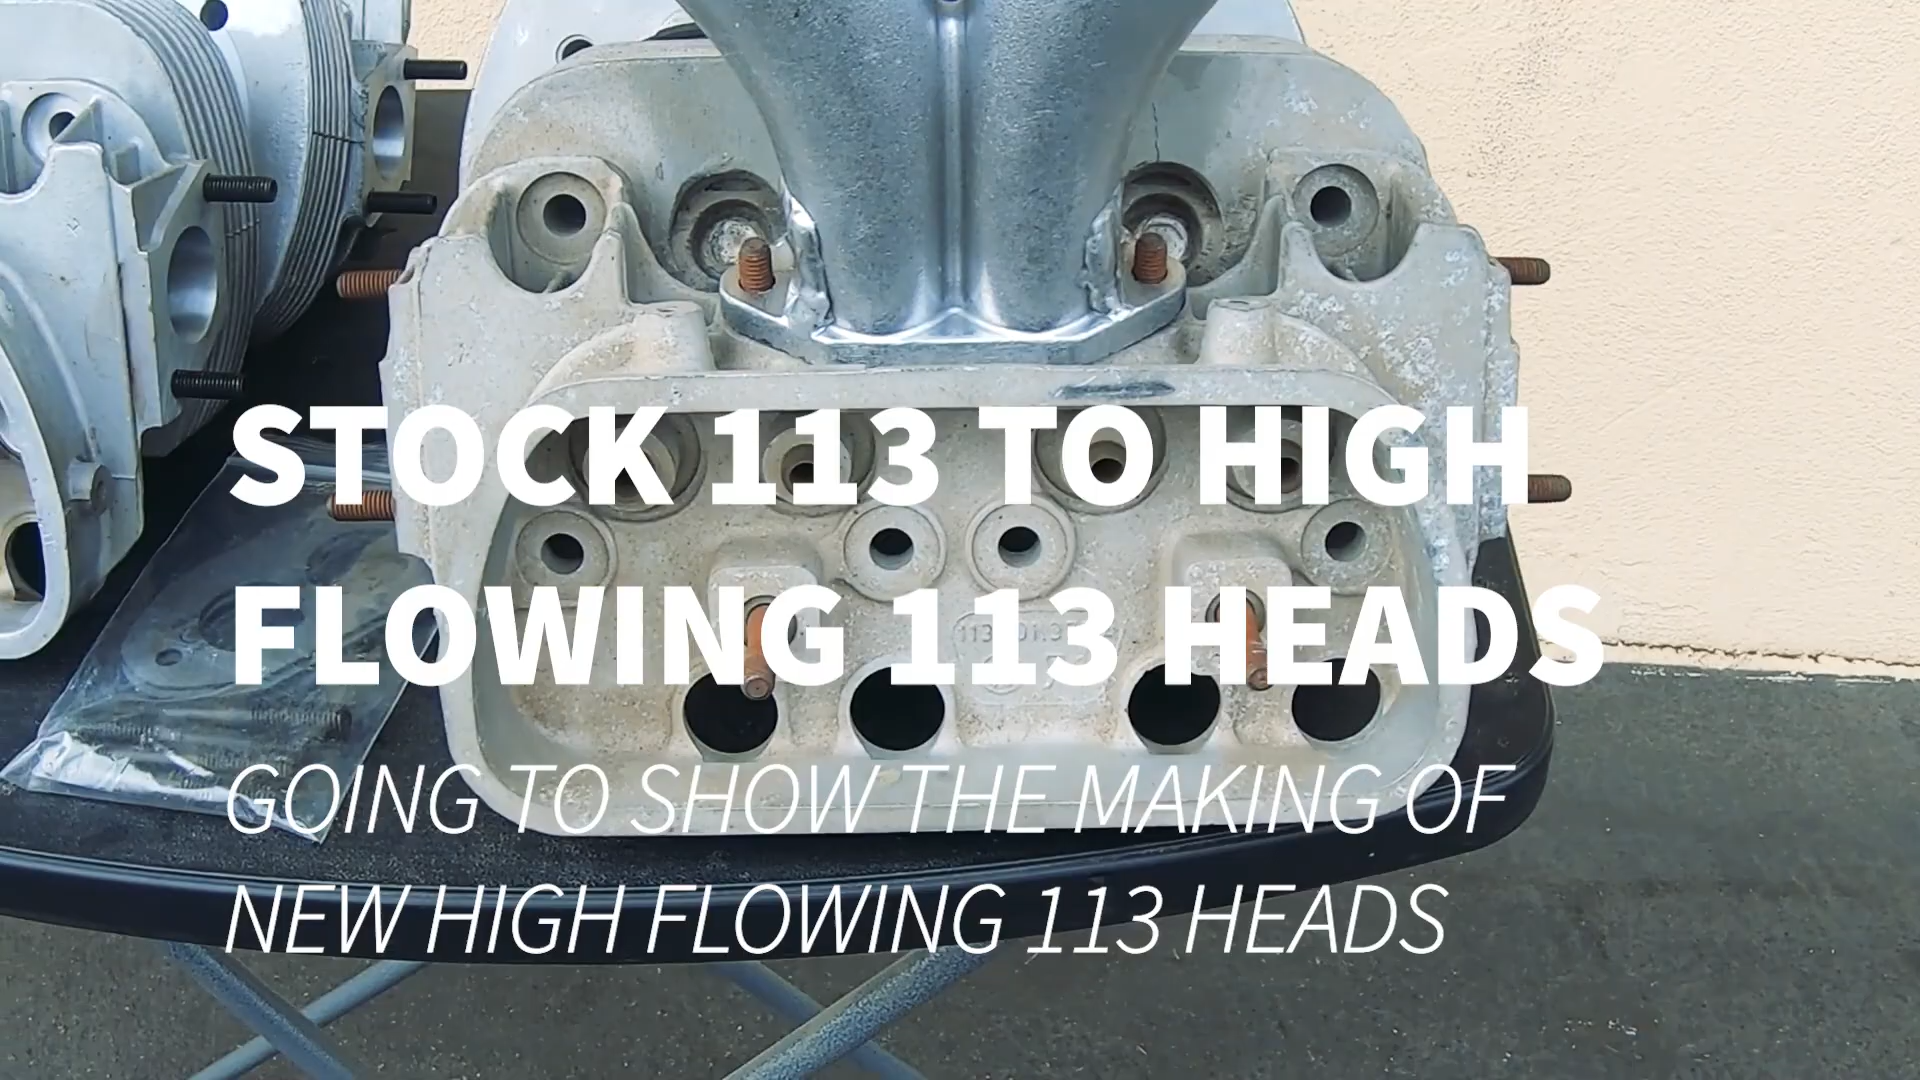 STOCK 113 TO HIGH
FLOWING 113 HEADS
GOING TO SHOW THE MAKING OF
NEW HIGH FLOWING 113 HEADS